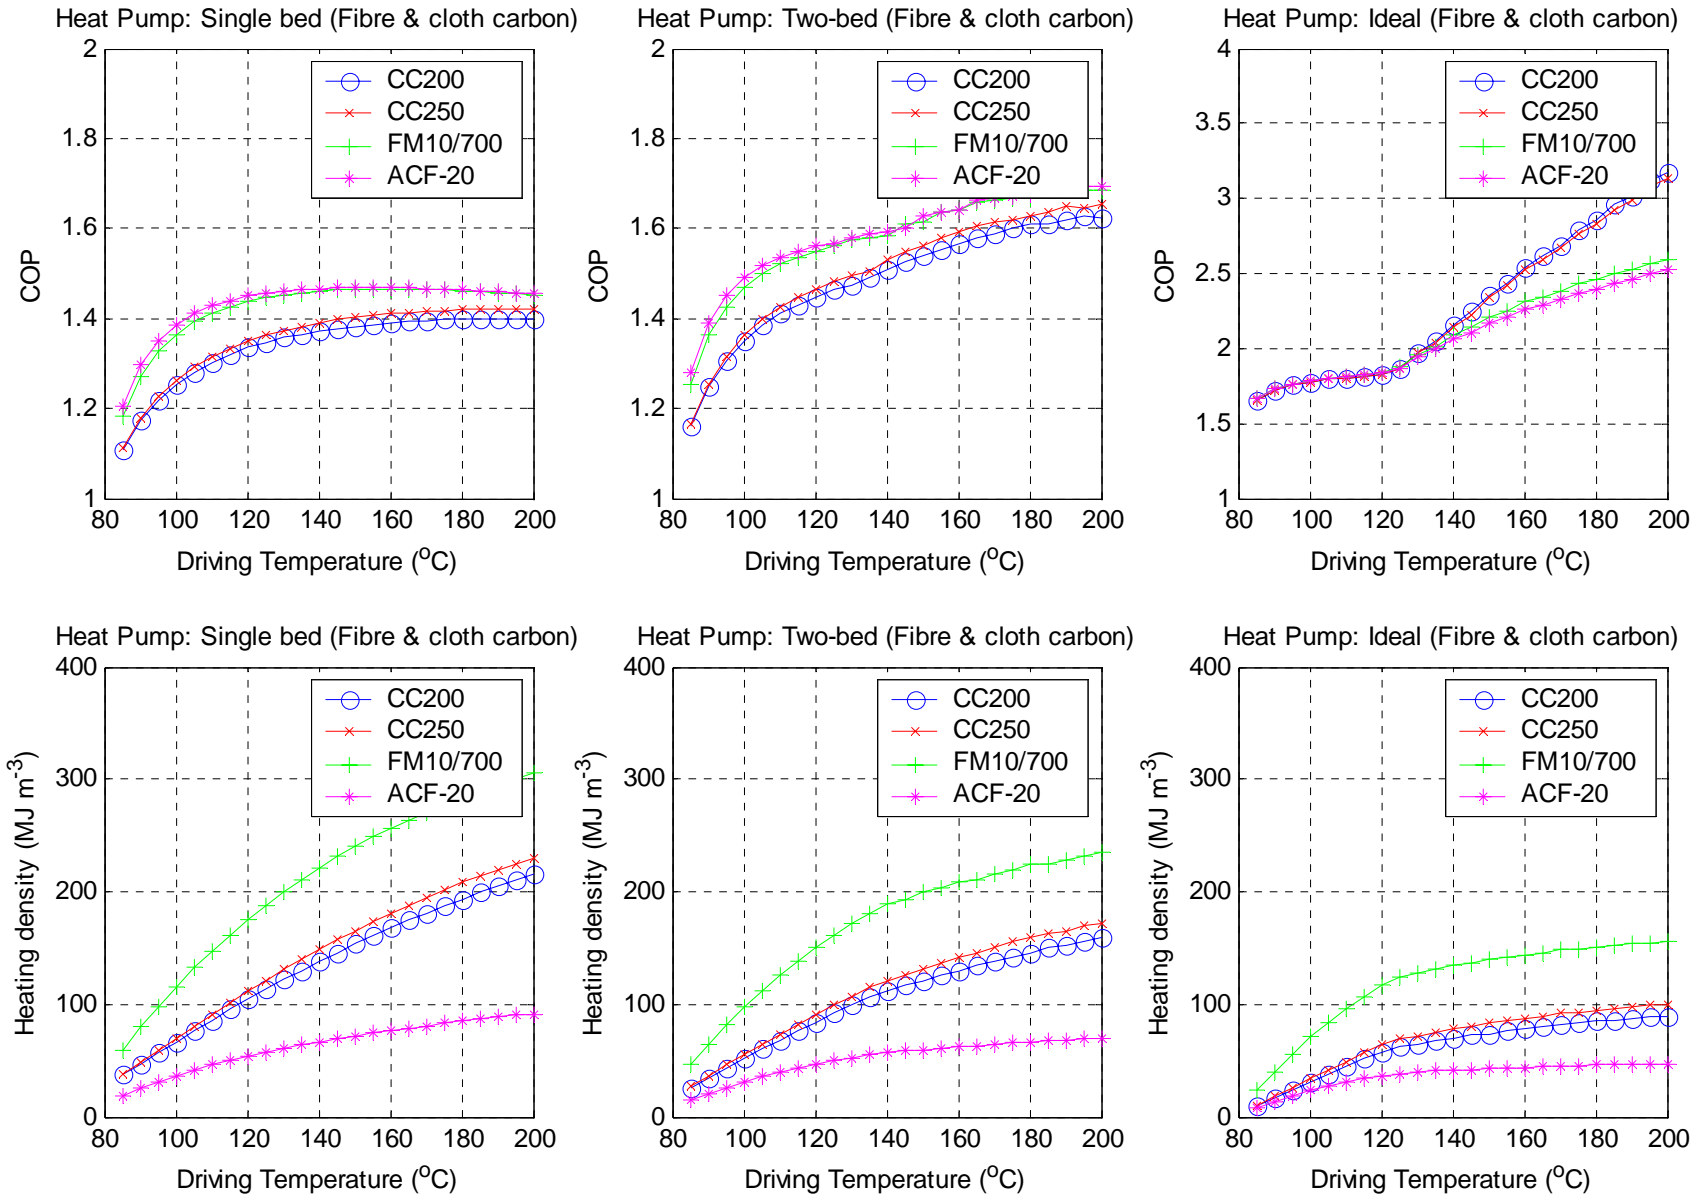 Heat Pump: Single bed (Fibre & cloth carbon)
2
1.8
1.6
1.4
1.2
1
COP
CC200
CC250
FM10/700
ACF-20
80 100 120 140 160 180 200
Driving Temperature (°C)
Heat Pump: Two-bed (Fibre & cloth carbon)
2
1.8
1.6
1.4
1.2
1
COP
CC200
CC250
FM10/700
ACF-20
80 100 120 140 160 180 200
Driving Temperature (°C)
Heat Pump: Ideal (Fibre & cloth carbon)
4
3.5
3
2.5
2
1.5
1
COP
CC200
CC250
FM10/700
ACF-20
80 100 120 140 160 180 200
Driving Temperature (°C)
Heat Pump: Single bed (Fibre & cloth carbon)
400
300
200
100
0
Heating density (MJ m⁻³)
CC200
CC250
FM10/700
ACF-20
80 100 120 140 160 180 200
Driving Temperature (°C)
Heat Pump: Two-bed (Fibre & cloth carbon)
400
300
200
100
0
Heating density (MJ m⁻³)
CC200
CC250
FM10/700
ACF-20
80 100 120 140 160 180 200
Driving Temperature (°C)
Heat Pump: Ideal (Fibre & cloth carbon)
400
300
200
100
0
Heating density (MJ m⁻³)
CC200
CC250
FM10/700
ACF-20
80 100 120 140 160 180 200
Driving Temperature (°C)